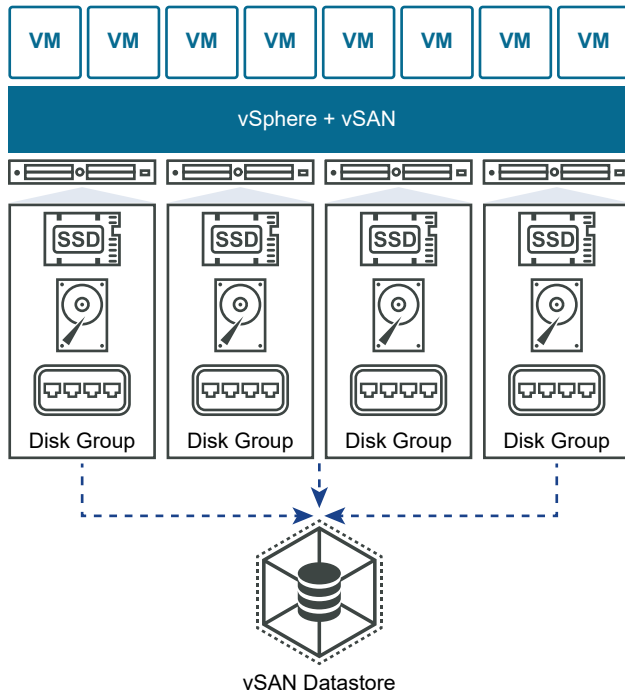 VM VM VM VM VM VM VM VM
vSphere + vSAN
SSD SSD SSD SSD
Disk Group Disk Group Disk Group Disk Group
vSAN Datastore